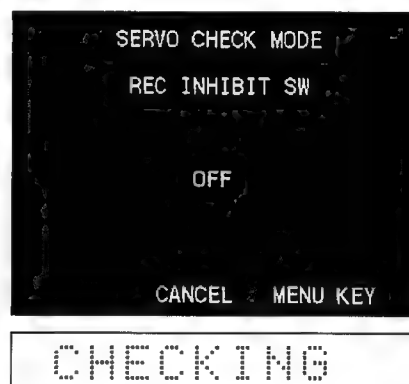 SERVO CHECK MODE
REC INHIBIT SW
OFF
CANCEL MENU KEY
CHECKING